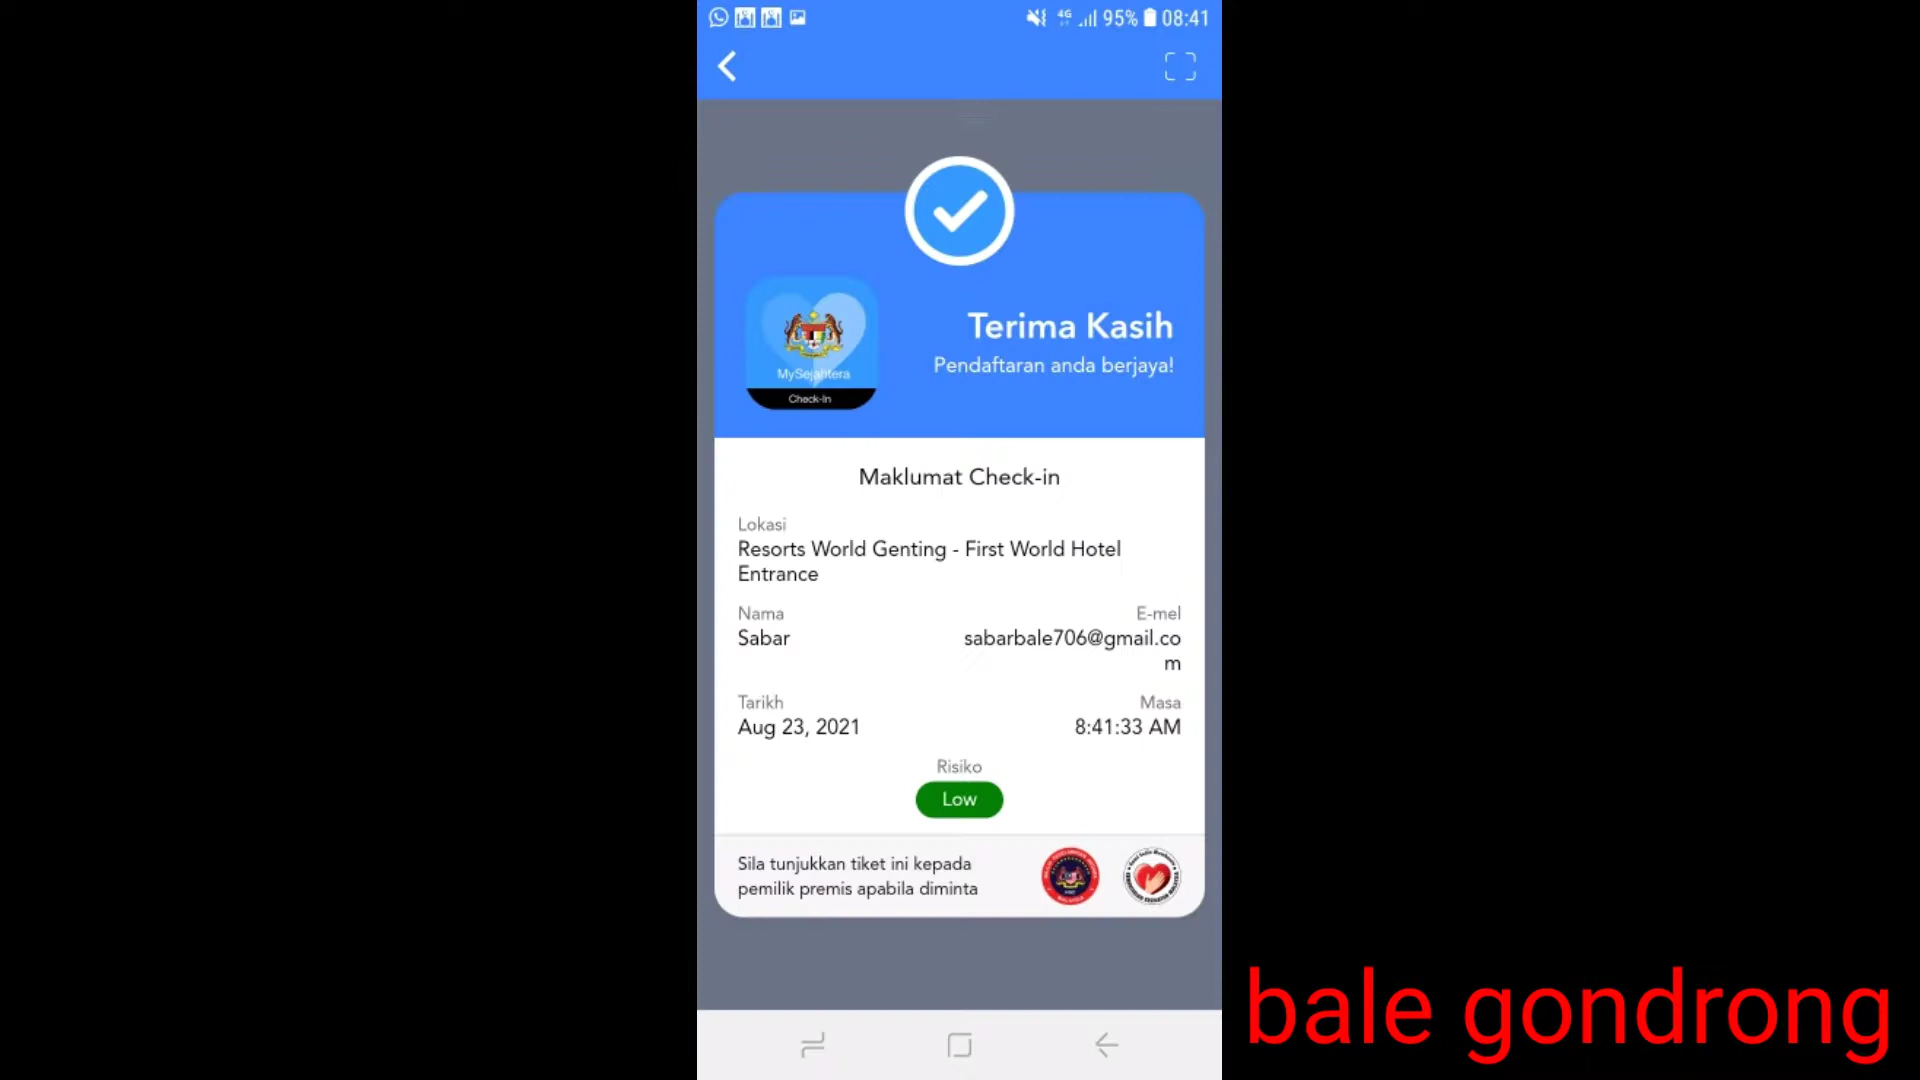 4G 95% 08:41
Terima Kasih
Pendaftaran anda berjaya!
MySejahtera
Check-In
Maklumat Check-in
Lokasi
Resorts World Genting - First World Hotel
Entrance
Nama
Sabar
E-mel
sabarbale706@gmail.co
m
Tarikh
Aug 23, 2021
Masa
8:41:33 AM
Risiko
Low
Sila tunjukkan tiket ini kepada
pemilik premis apabila diminta
bale gondrong